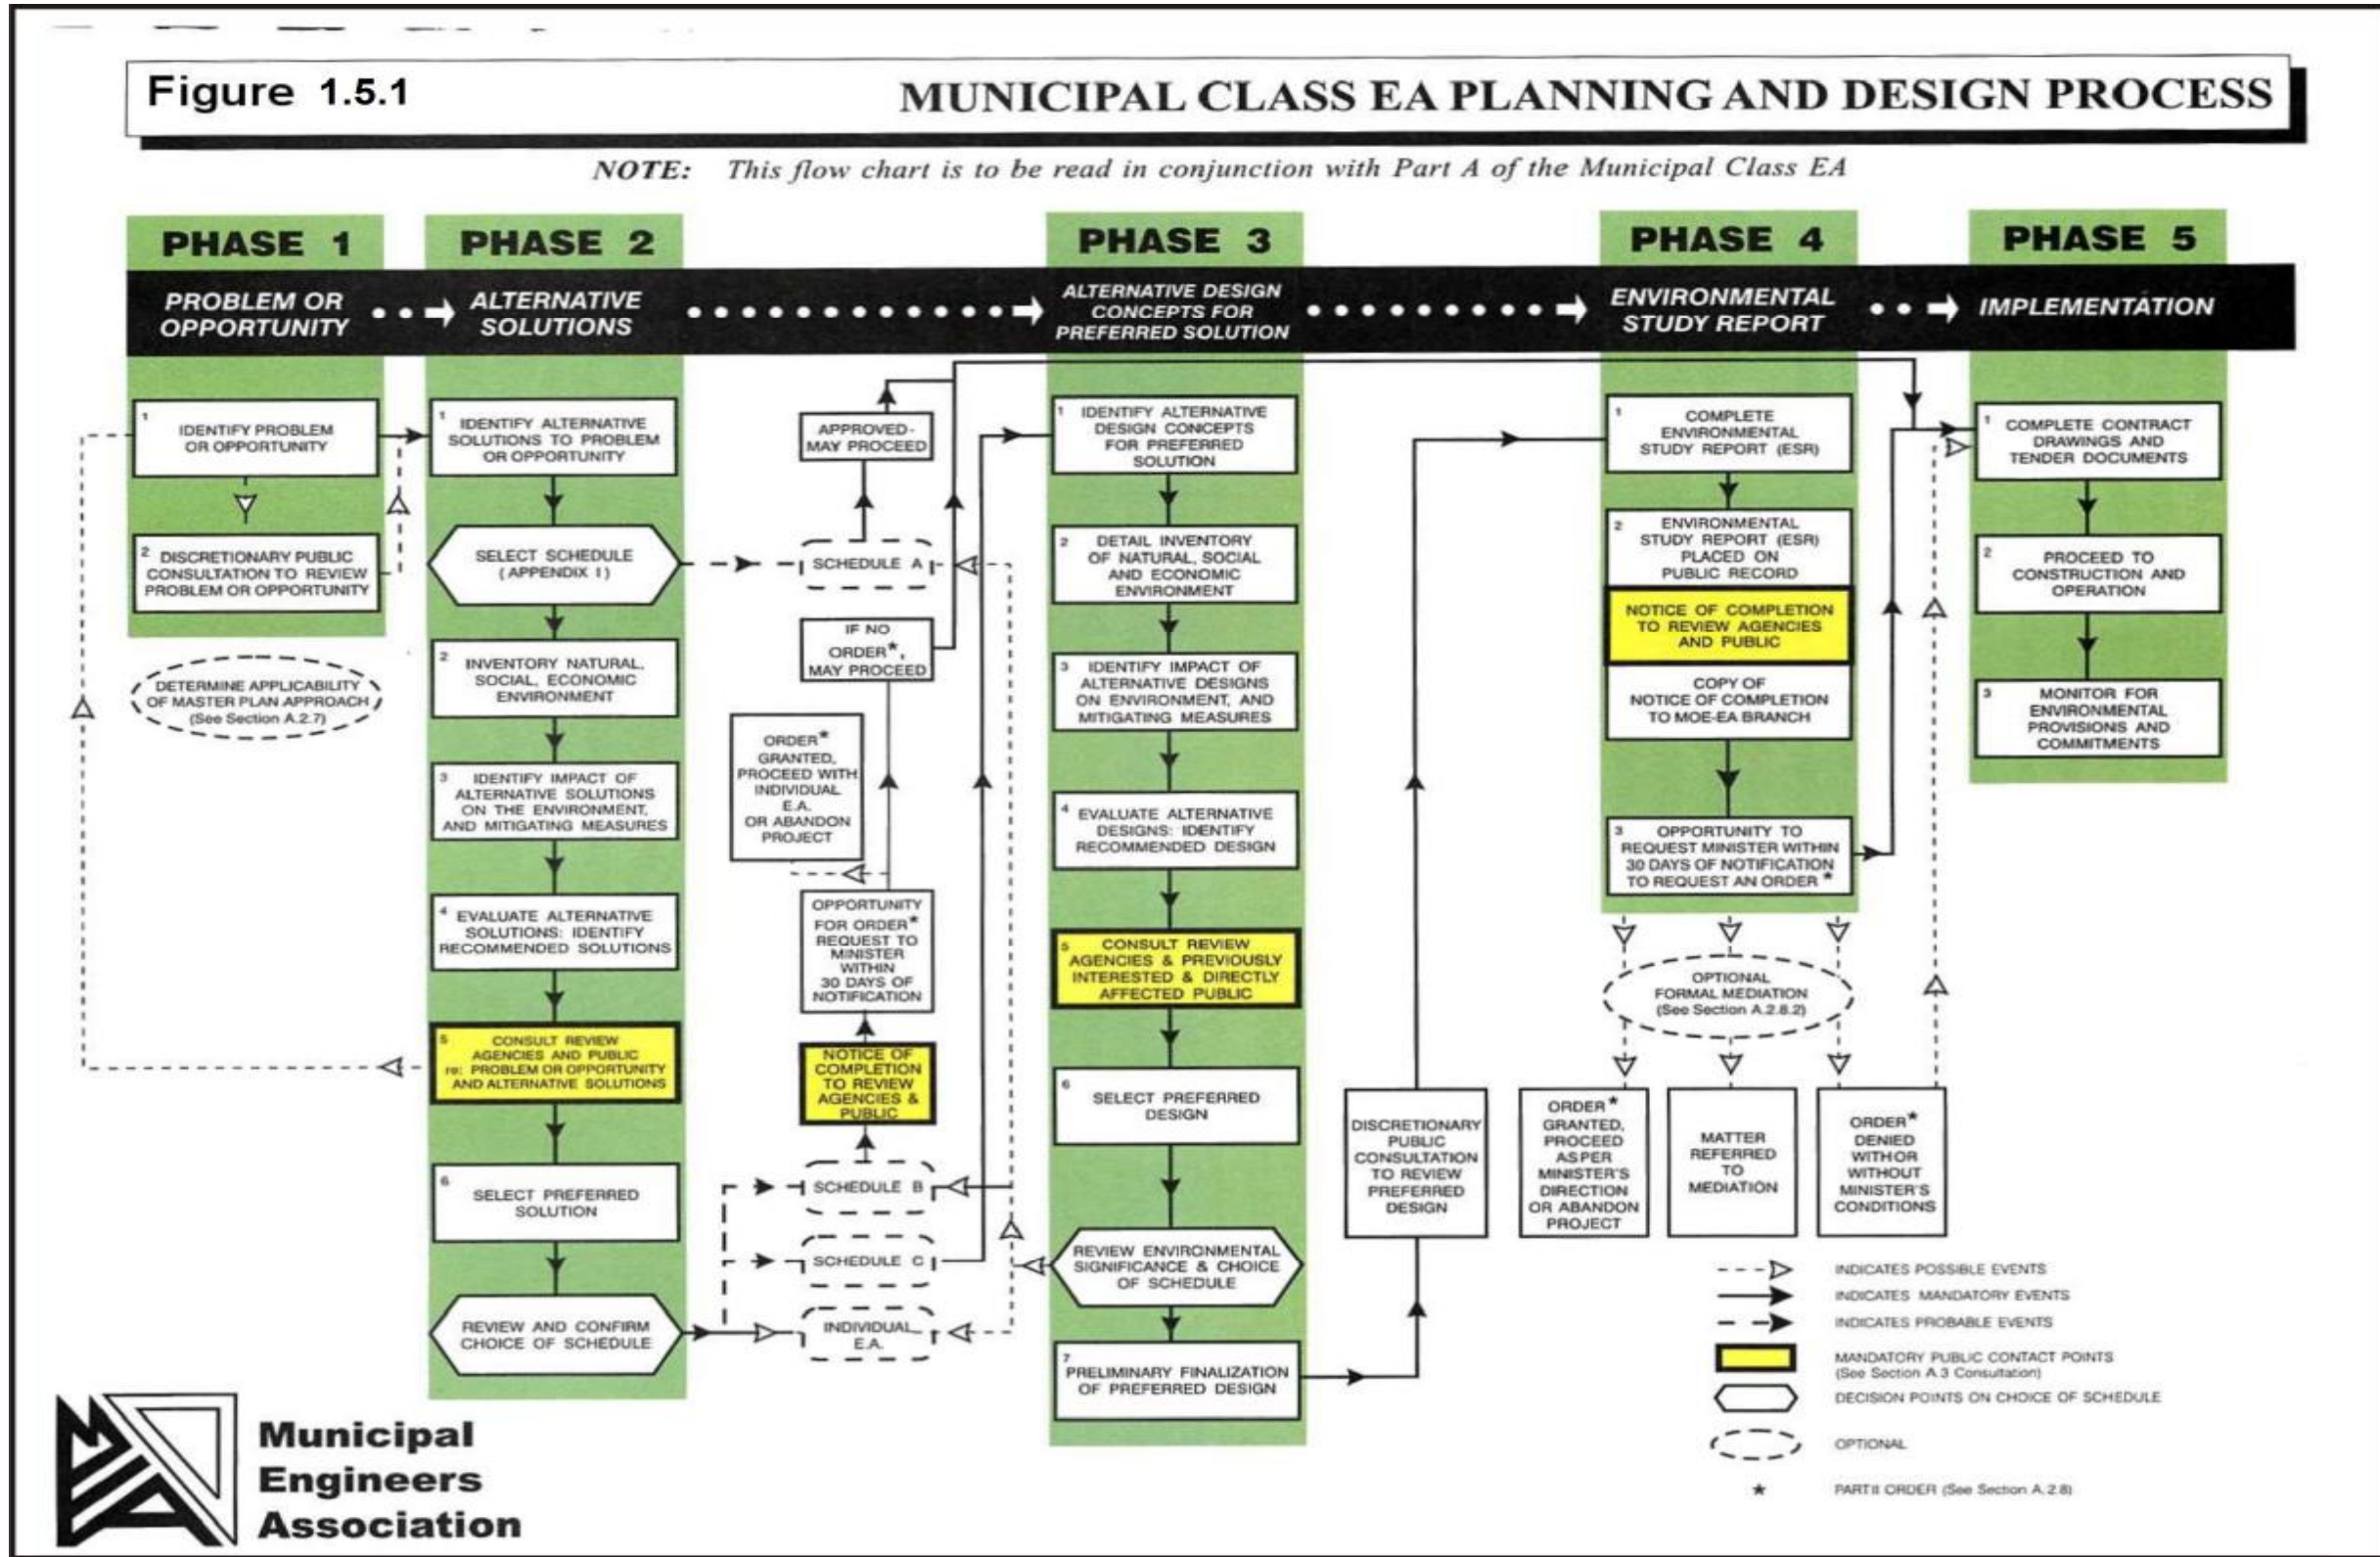 Figure 1.5.1
MUNICIPAL CLASS EA PLANNING AND DESIGN PROCESS
NOTE: This flow chart is to be read in conjunction with Part A of the Municipal Class EA
PHASE 1
PROBLEM OR
OPPORTUNITY
1
IDENTIFY PROBLEM
OR OPPORTUNITY
2 DISCRETIONARY PUBLIC
CONSULTATION TO REVIEW
PROBLEM OR OPPORTUNITY
DETERMINE APPLICABILITY
OF MASTER PLAN APPROACH
(See Section A.2.7)
PHASE 2
ALTERNATIVE
SOLUTIONS
1 IDENTIFY ALTERNATIVE
SOLUTIONS TO PROBLEM
OR OPPORTUNITY
SELECT SCHEDULE
(APPENDIX I)
2 INVENTORY NATURAL,
SOCIAL, ECONOMIC
ENVIRONMENT
3 IDENTIFY IMPACT OF
ALTERNATIVE SOLUTIONS
ON THE ENVIRONMENT,
AND MITIGATING MEASURES
4 EVALUATE ALTERNATIVE
SOLUTIONS: IDENTIFY
RECOMMENDED SOLUTIONS
5 CONSULT REVIEW
AGENCIES AND PUBLIC
re: PROBLEM OR OPPORTUNITY
AND ALTERNATIVE SOLUTIONS
6
SELECT PREFERRED
SOLUTION
REVIEW AND CONFIRM
CHOICE OF SCHEDULE
APPROVED-
MAY PROCEED
SCHEDULE A
IF NO
ORDER*,
MAY PROCEED
ORDER*
GRANTED,
PROCEED WITH
INDIVIDUAL
E.A.
OR ABANDON
PROJECT
OPPORTUNITY
FOR ORDER*
REQUEST TO
MINISTER
WITHIN
30 DAYS OF
NOTIFICATION
NOTICE OF
COMPLETION
TO REVIEW
AGENCIES &
PUBLIC
SCHEDULE B
SCHEDULE C
INDIVIDUAL
E.A.
PHASE 3
ALTERNATIVE DESIGN
CONCEPTS FOR
PREFERRED SOLUTION
1 IDENTIFY ALTERNATIVE
DESIGN CONCEPTS
FOR PREFERRED
SOLUTION
2 DETAIL INVENTORY
OF NATURAL, SOCIAL
AND ECONOMIC
ENVIRONMENT
3 IDENTIFY IMPACT OF
ALTERNATIVE DESIGNS
ON ENVIRONMENT, AND
MITIGATING MEASURES
4 EVALUATE ALTERNATIVE
DESIGNS: IDENTIFY
RECOMMENDED DESIGN
5 CONSULT REVIEW
AGENCIES & PREVIOUSLY
INTERESTED & DIRECTLY
AFFECTED PUBLIC
6
SELECT PREFERRED
DESIGN
REVIEW ENVIRONMENTAL
SIGNIFICANCE & CHOICE
OF SCHEDULE
7
PRELIMINARY FINALIZATION
OF PREFERRED DESIGN
DISCRETIONARY
PUBLIC
CONSULTATION
TO REVIEW
PREFERRED
DESIGN
PHASE 4
ENVIRONMENTAL
STUDY REPORT
1 COMPLETE
ENVIRONMENTAL
STUDY REPORT (ESR)
2 ENVIRONMENTAL
STUDY REPORT (ESR)
PLACED ON
PUBLIC RECORD
NOTICE OF COMPLETION
TO REVIEW AGENCIES
AND PUBLIC
COPY OF
NOTICE OF COMPLETION
TO MOE-EA BRANCH
3 OPPORTUNITY TO
REQUEST MINISTER WITHIN
30 DAYS OF NOTIFICATION
TO REQUEST AN ORDER*
OPTIONAL
FORMAL MEDIATION
(See Section A.2.8.2)
ORDER*
GRANTED,
PROCEED
AS PER
MINISTER'S
DIRECTION
OR ABANDON
PROJECT
MATTER
REFERRED
TO
MEDIATION
ORDER*
DENIED
WITH OR
WITHOUT
MINISTER'S
CONDITIONS
PHASE 5
IMPLEMENTATION
1 COMPLETE CONTRACT
DRAWINGS AND
TENDER DOCUMENTS
2 PROCEED TO
CONSTRUCTION AND
OPERATION
3 MONITOR FOR
ENVIRONMENTAL
PROVISIONS AND
COMMITMENTS
INDICATES POSSIBLE EVENTS
INDICATES MANDATORY EVENTS
INDICATES PROBABLE EVENTS
MANDATORY PUBLIC CONTACT POINTS
(See Section A.3 Consultation)
DECISION POINTS ON CHOICE OF SCHEDULE
OPTIONAL
* PART II ORDER (See Section A.2.8)
Municipal
Engineers
Association